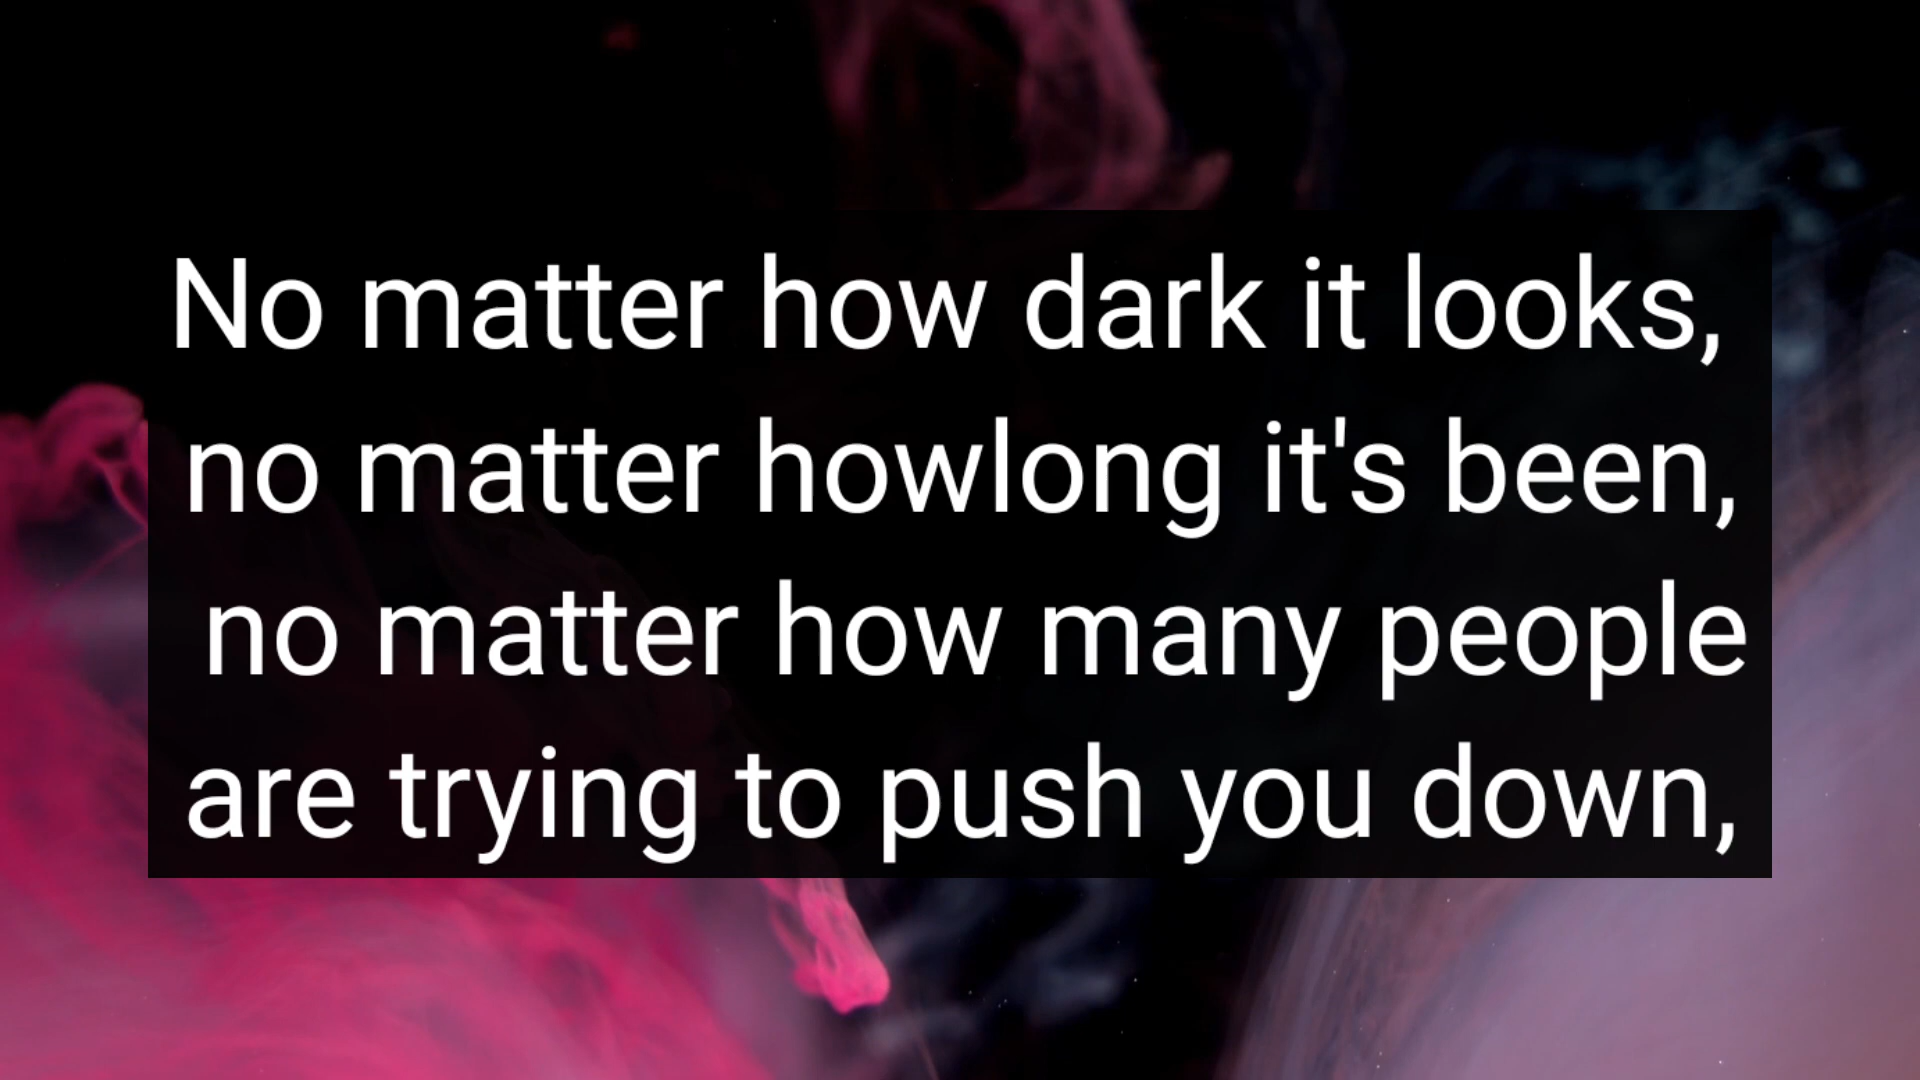 No matter how dark it looks,
no matter howlong it's been,
no matter how many people
are trying to push you down,